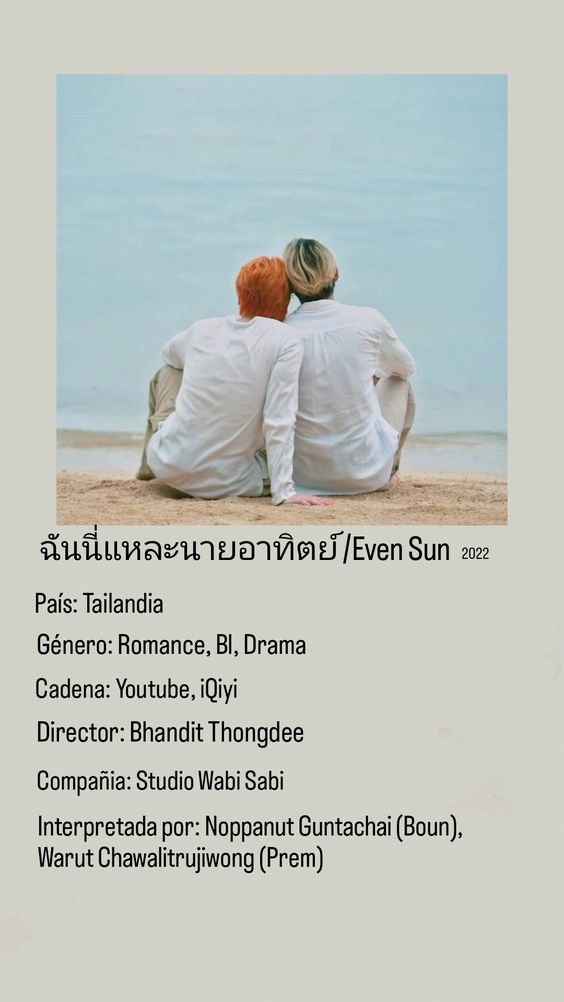 ฉันนี่แหละนายอาทิตย์/Even Sun 2022
País: Tailandia
Género: Romance, Bl, Drama
Cadena: Youtube, iQiyi
Director: Bhandit Thongdee
Compañia: Studio Wabi Sabi
Interpretada por: Noppanut Guntachai (Boun),
Warut Chawalitrujiwong (Prem)